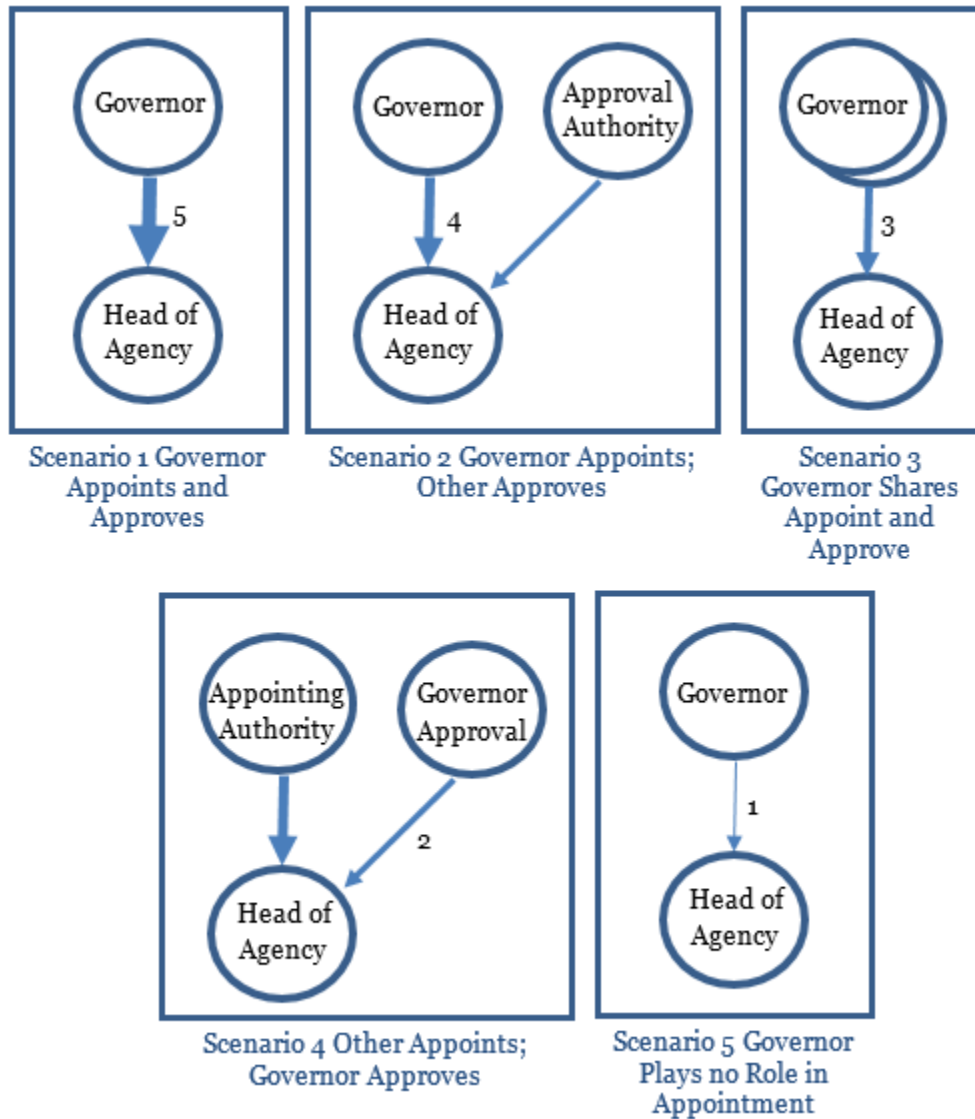 Governor
5
Head of
Agency
Scenario 1 Governor
Appoints and
Approves
Governor
Approval
Authority
4
Head of
Agency
Scenario 2 Governor Appoints;
Other Approves
Governor
3
Head of
Agency
Scenario 3
Governor Shares
Appoint and
Approve
Appointing
Authority
Governor
Approval
2
Head of
Agency
Scenario 4 Other Appoints;
Governor Approves
Governor
1
Head of
Agency
Scenario 5 Governor
Plays no Role in
Appointment